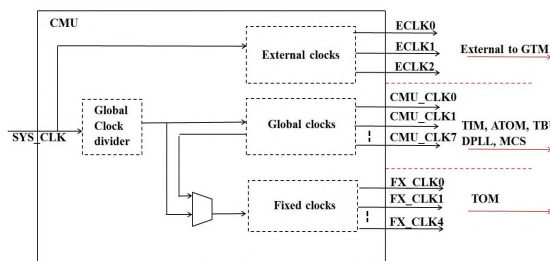 CMU
ECLK0
External clocks
ECLK1
External to GTM
ECLK2
CMU_CLK0
Global
Clock
divider
Global clocks
CMU_CLK1
TIM, ATOM, TBU
SYS_CLK
CMU_CLK7
DPLL, MCS
FX_CLK0
Fixed clocks
FX_CLK1
TOM
FX_CLK4